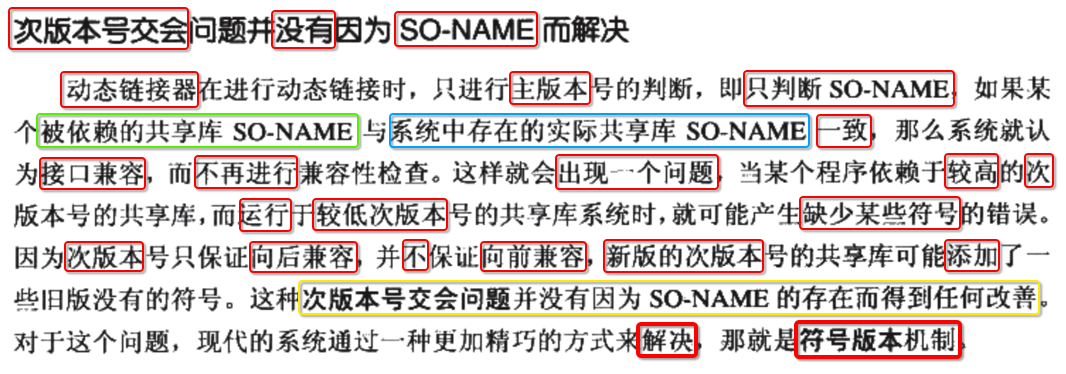 次版本号交会问题并没有因为 SO-NAME 而解决
动态链接器在进行动态链接时，只进行主版本号的判断，即只判断 SO-NAME，如果某
个被依赖的共享库 SO-NAME 与系统中存在的实际共享库 SO-NAME 一致，那么系统就认
为接口兼容，而不再进行兼容性检查。这样就会出现一个问题，当某个程序依赖于较高的次
版本号的共享库，而运行于较低次版本号的共享库系统时，就可能产生缺少某些符号的错误。
因为次版本号只保证向后兼容，并不保证向前兼容，新版的次版本号的共享库可能添加了一
些旧版没有的符号。这种次版本号交会问题并没有因为 SO-NAME 的存在而得到任何改善。
对于这个问题，现代的系统通过一种更加精巧的方式来解决，那就是符号版本机制。